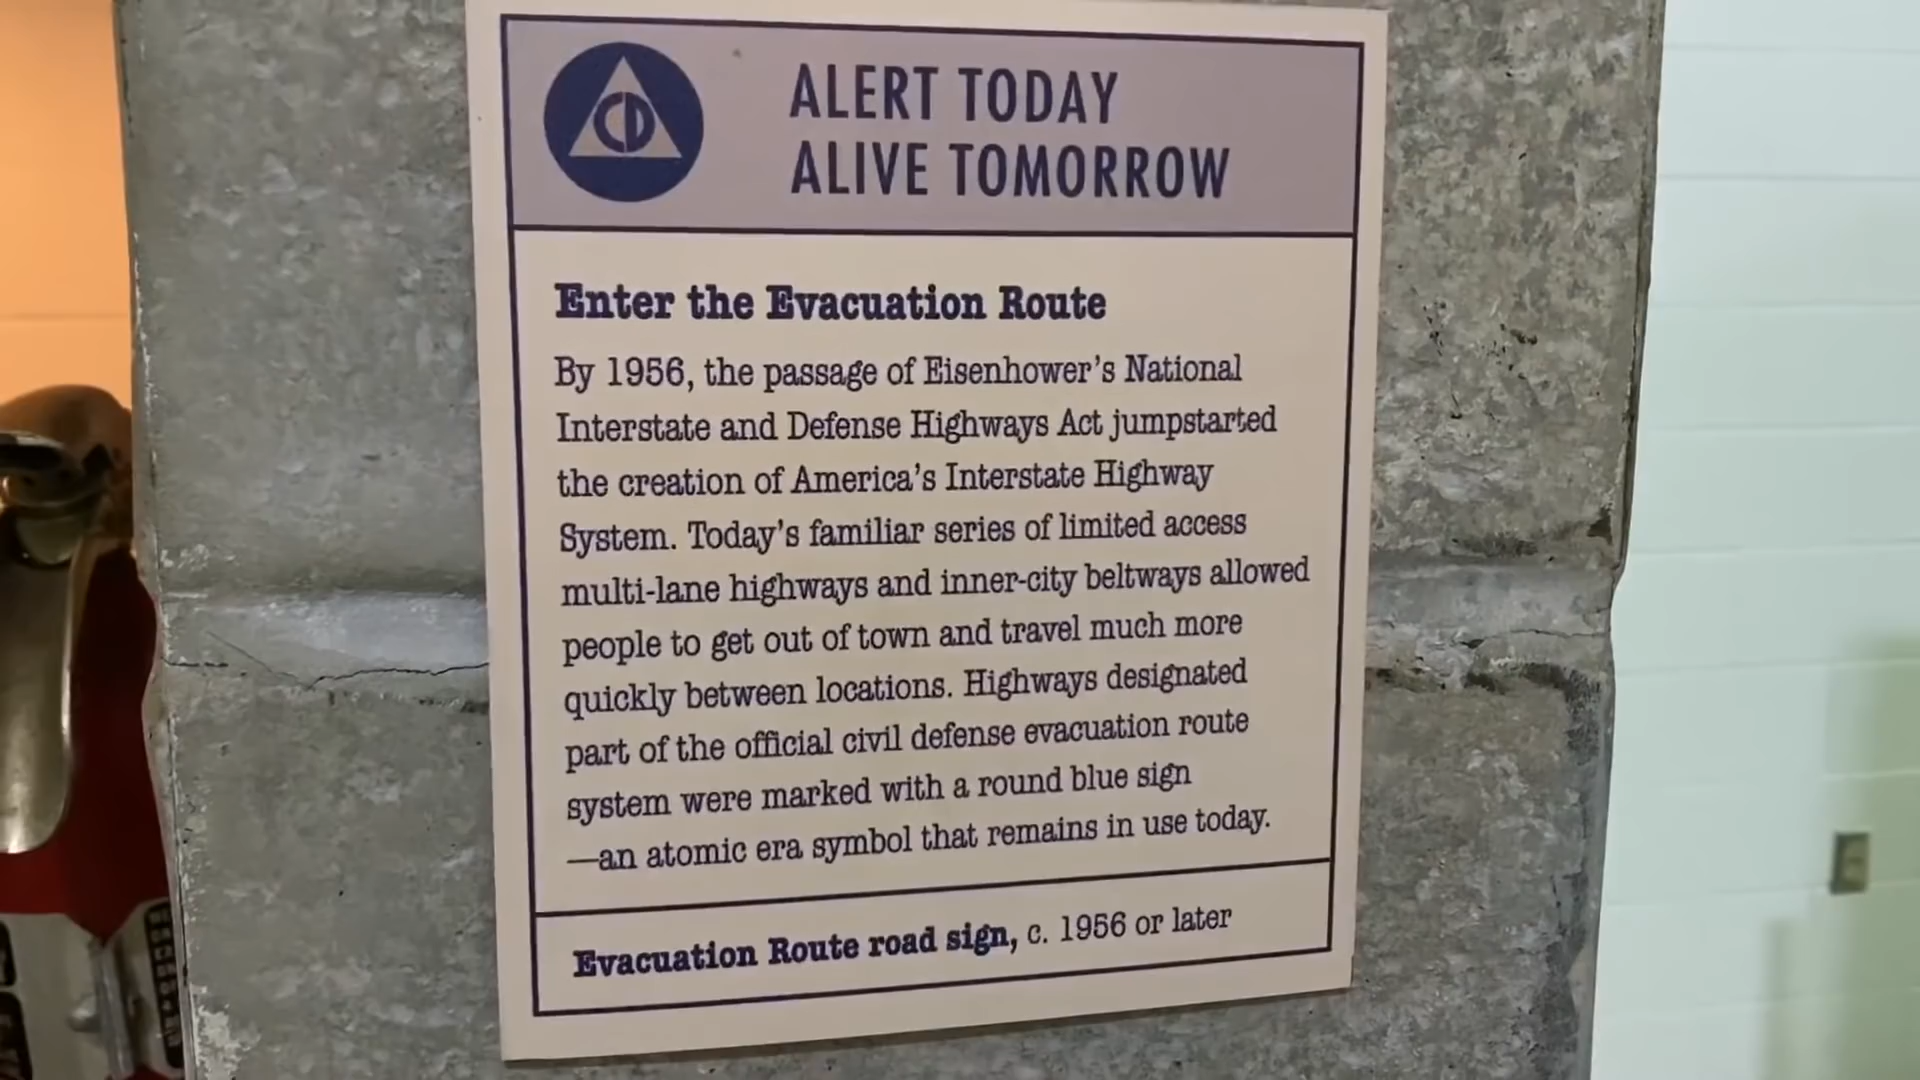 CD
ALERT TODAY
ALIVE TOMORROW
Enter the Evacuation Route
By 1956, the passage of Eisenhower's National
Interstate and Defense Highways Act jumpstarted
the creation of America's Interstate Highway
System. Today's familiar series of limited access
multi-lane highways and inner-city beltways allowed
people to get out of town and travel much more
quickly between locations. Highways designated
part of the official civil defense evacuation route
system were marked with a round blue sign
—an atomic era symbol that remains in use today.
Evacuation Route road sign, c. 1956 or later